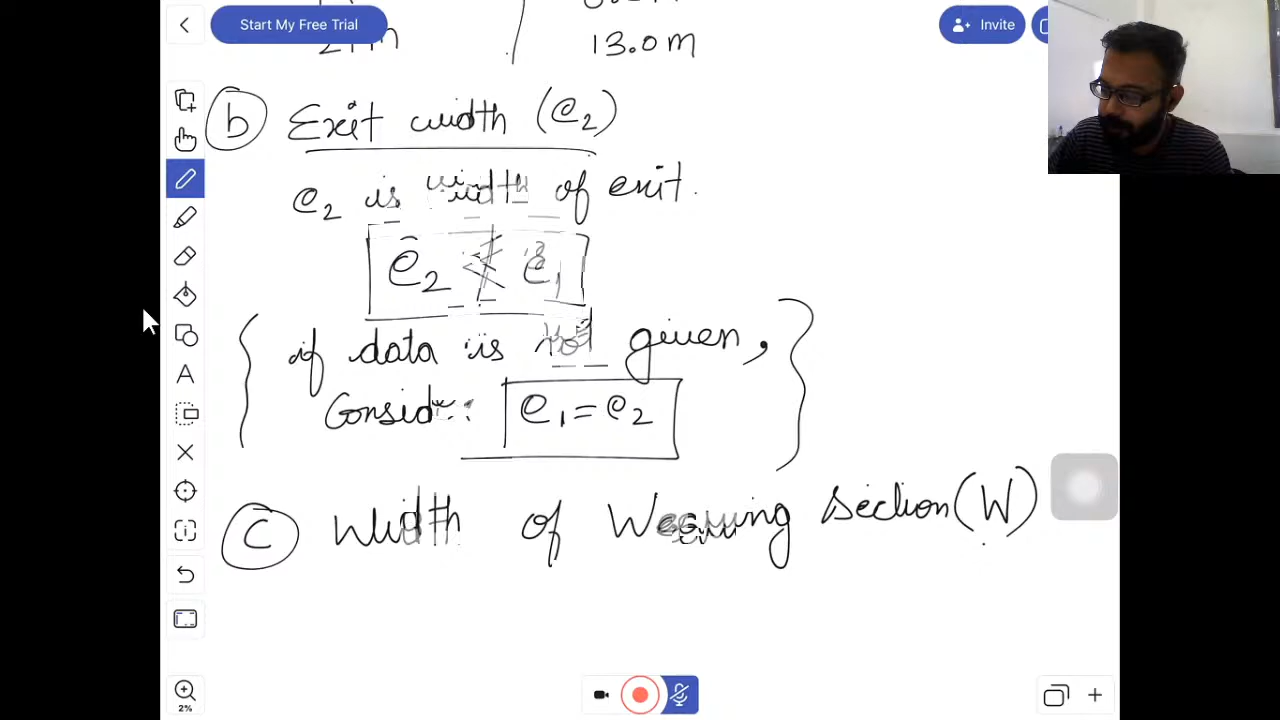 Start My Free Trial
Invite
13.0 m
b Exit width (e2)
e2 is width of exit.
e2 ≮ e1
if data is not given,
Consider: e1 = e2
C Width of Weaving section (W)
2%